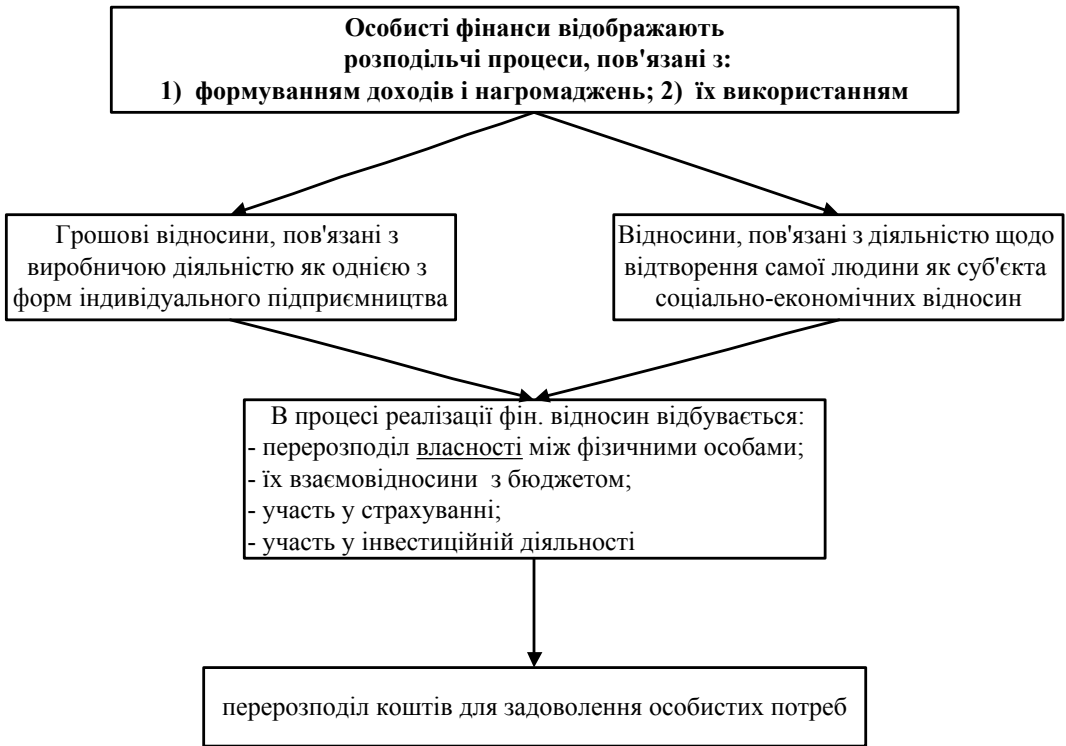 Особисті фінанси відображають
розподільчі процеси, пов'язані з:
1) формуванням доходів і нагромаджень; 2) їх використанням
Грошові відносини, пов'язані з
виробничою діяльністю як однією з
форм індивідуального підприємництва
Відносини, пов'язані з діяльністю щодо
відтворення самої людини як суб'єкта
соціально-економічних відносин
В процесі реалізації фін. відносин відбувається:
- перерозподіл власності між фізичними особами;
- їх взаємовідносини з бюджетом;
- участь у страхуванні;
- участь у інвестиційній діяльності
перерозподіл коштів для задоволення особистих потреб